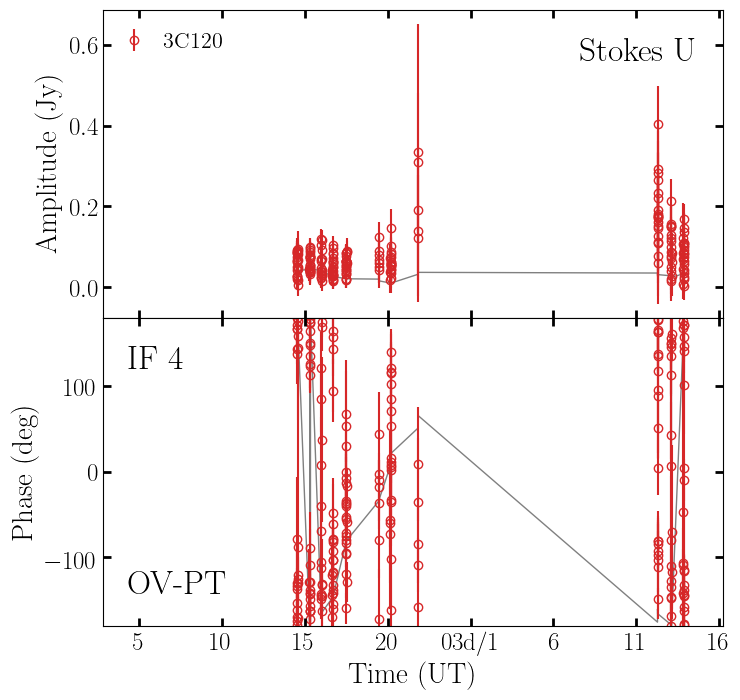 3C120
Stokes U
Amplitude (Jy)
0.6
0.4
0.2
0.0
IF 4
Phase (deg)
100
0
−100
OV-PT
5 10 15 20 03d/1 6 11 16
Time (UT)